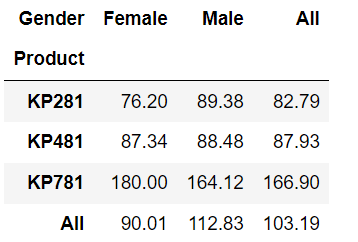 Gender Female Male All
Product
KP281 76.20 89.38 82.79
KP481 87.34 88.48 87.93
KP781 180.00 164.12 166.90
All 90.01 112.83 103.19